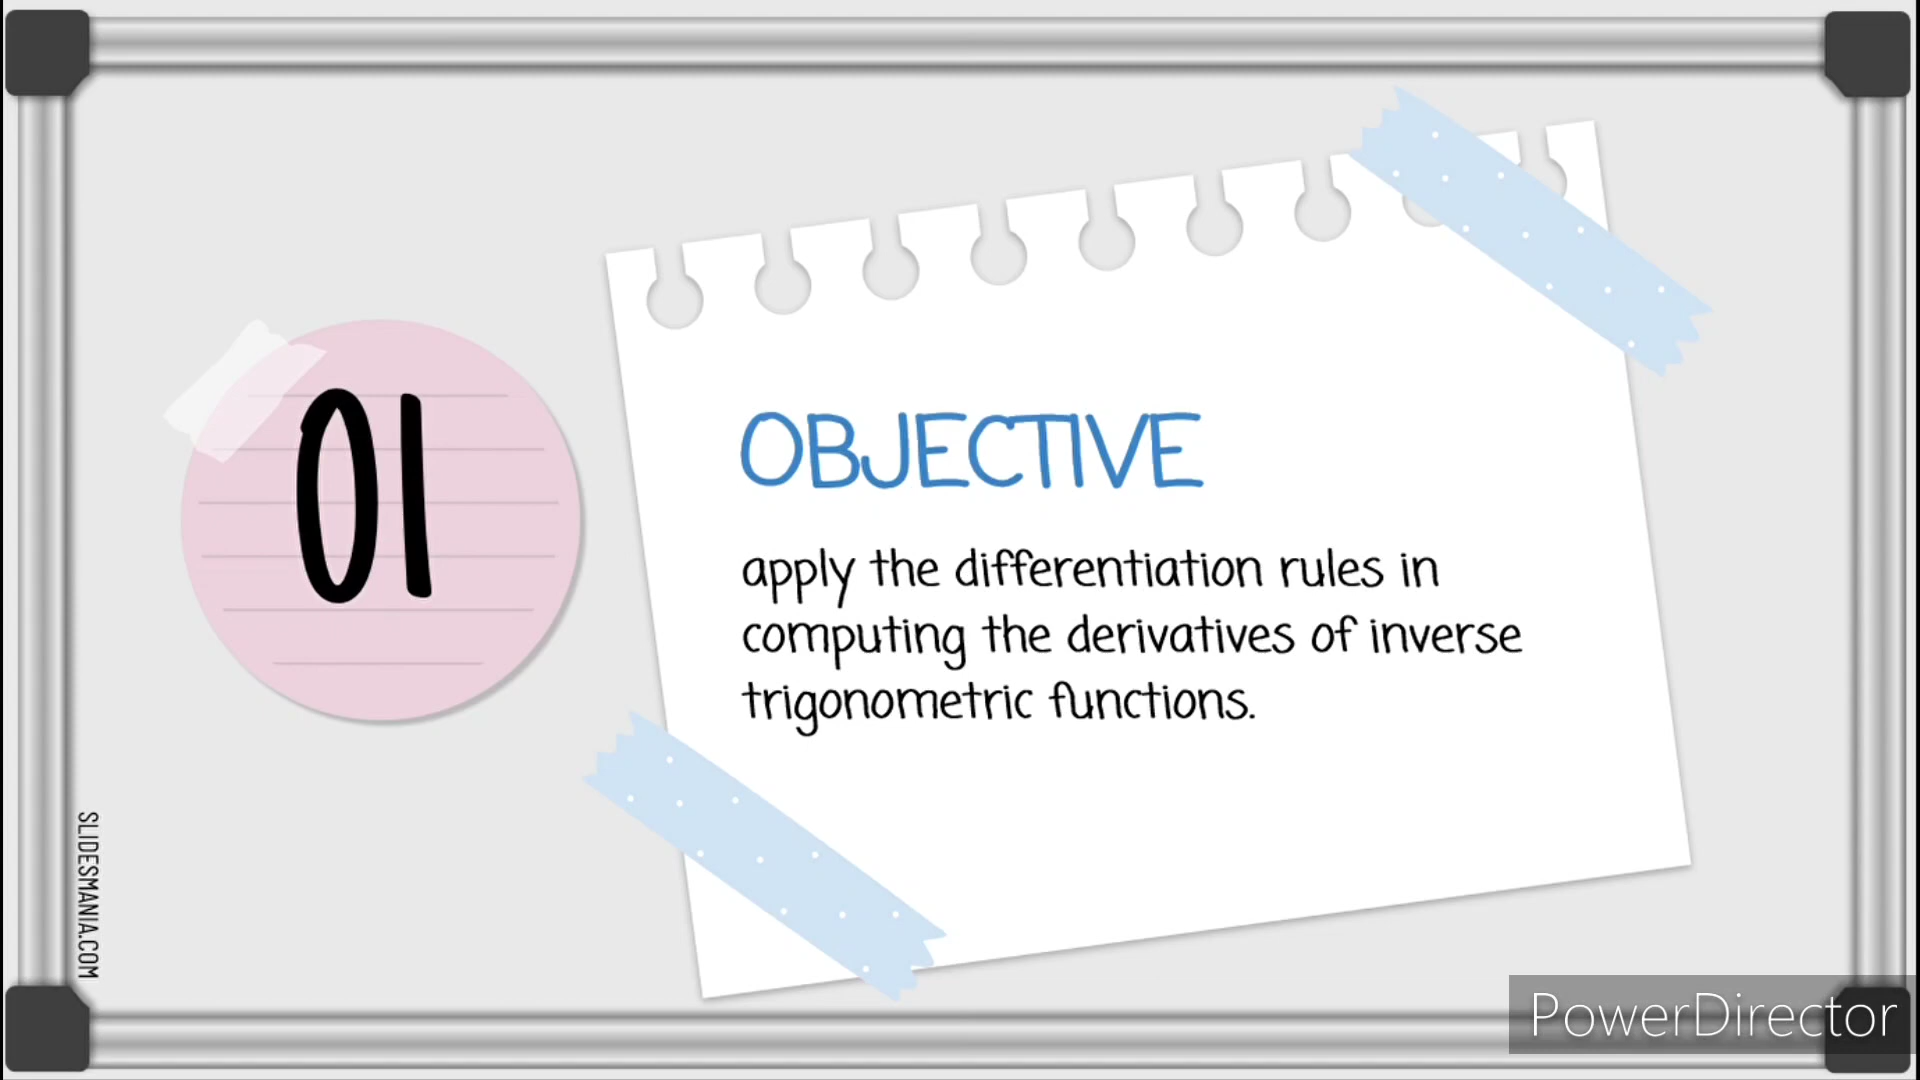 01
OBJECTIVE
apply the differentiation rules in
computing the derivatives of inverse
trigonometric functions.
SLIDESMANIA.COM
PowerDirector